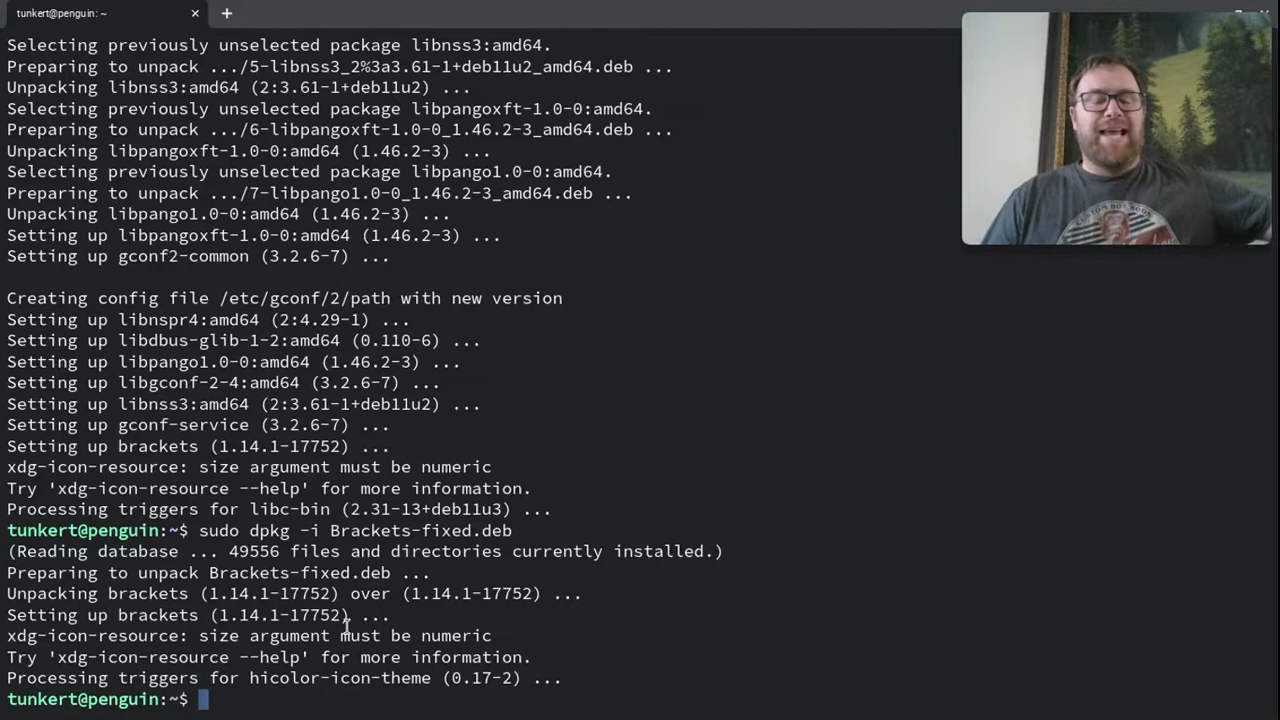 tunkert@penguin: ~
Selecting previously unselected package libnss3:amd64.
Preparing to unpack .../5-libnss3_2%3a3.61-1+deb11u2_amd64.deb ...
Unpacking libnss3:amd64 (2:3.61-1+deb11u2) ...
Selecting previously unselected package libpangoxft-1.0-0:amd64.
Preparing to unpack .../6-libpangoxft-1.0-0_1.46.2-3_amd64.deb ...
Unpacking libpangoxft-1.0-0:amd64 (1.46.2-3) ...
Selecting previously unselected package libpango1.0-0:amd64.
Preparing to unpack .../7-libpango1.0-0_1.46.2-3_amd64.deb ...
Unpacking libpango1.0-0:amd64 (1.46.2-3) ...
Setting up libpangoxft-1.0-0:amd64 (1.46.2-3) ...
Setting up gconf2-common (3.2.6-7) ...
Creating config file /etc/gconf/2/path with new version
Setting up libnspr4:amd64 (2:4.29-1) ...
Setting up libdbus-glib-1-2:amd64 (0.110-6) ...
Setting up libpango1.0-0:amd64 (1.46.2-3) ...
Setting up libgconf-2-4:amd64 (3.2.6-7) ...
Setting up libnss3:amd64 (2:3.61-1+deb11u2) ...
Setting up gconf-service (3.2.6-7) ...
Setting up brackets (1.14.1-17752) ...
xdg-icon-resource: size argument must be numeric
Try 'xdg-icon-resource --help' for more information.
Processing triggers for libc-bin (2.31-13+deb11u3) ...
tunkert@penguin:~$ sudo dpkg -i Brackets-fixed.deb
(Reading database ... 49556 files and directories currently installed.)
Preparing to unpack Brackets-fixed.deb ...
Unpacking brackets (1.14.1-17752) over (1.14.1-17752) ...
Setting up brackets (1.14.1-17752) ...
xdg-icon-resource: size argument must be numeric
Try 'xdg-icon-resource --help' for more information.
Processing triggers for hicolor-icon-theme (0.17-2) ...
tunkert@penguin:~$